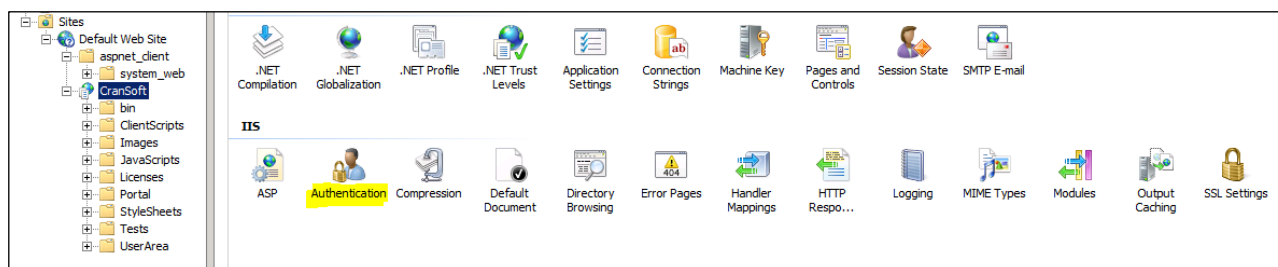 Sites
Default Web Site
aspnet_client
system_web
CranSoft
bin
ClientScripts
Images
JavaScripts
Licenses
Portal
StyleSheets
Tests
UserArea
.NET Compilation
.NET Globalization
.NET Profile
.NET Trust Levels
Application Settings
ab
Connection Strings
Machine Key
Pages and Controls
Session State
SMTP E-mail
IIS
ASP
Authentication
Compression
Default Document
Directory Browsing
404
Error Pages
Handler Mappings
HTTP Respo...
Logging
MIME Types
Modules
Output Caching
SSL Settings